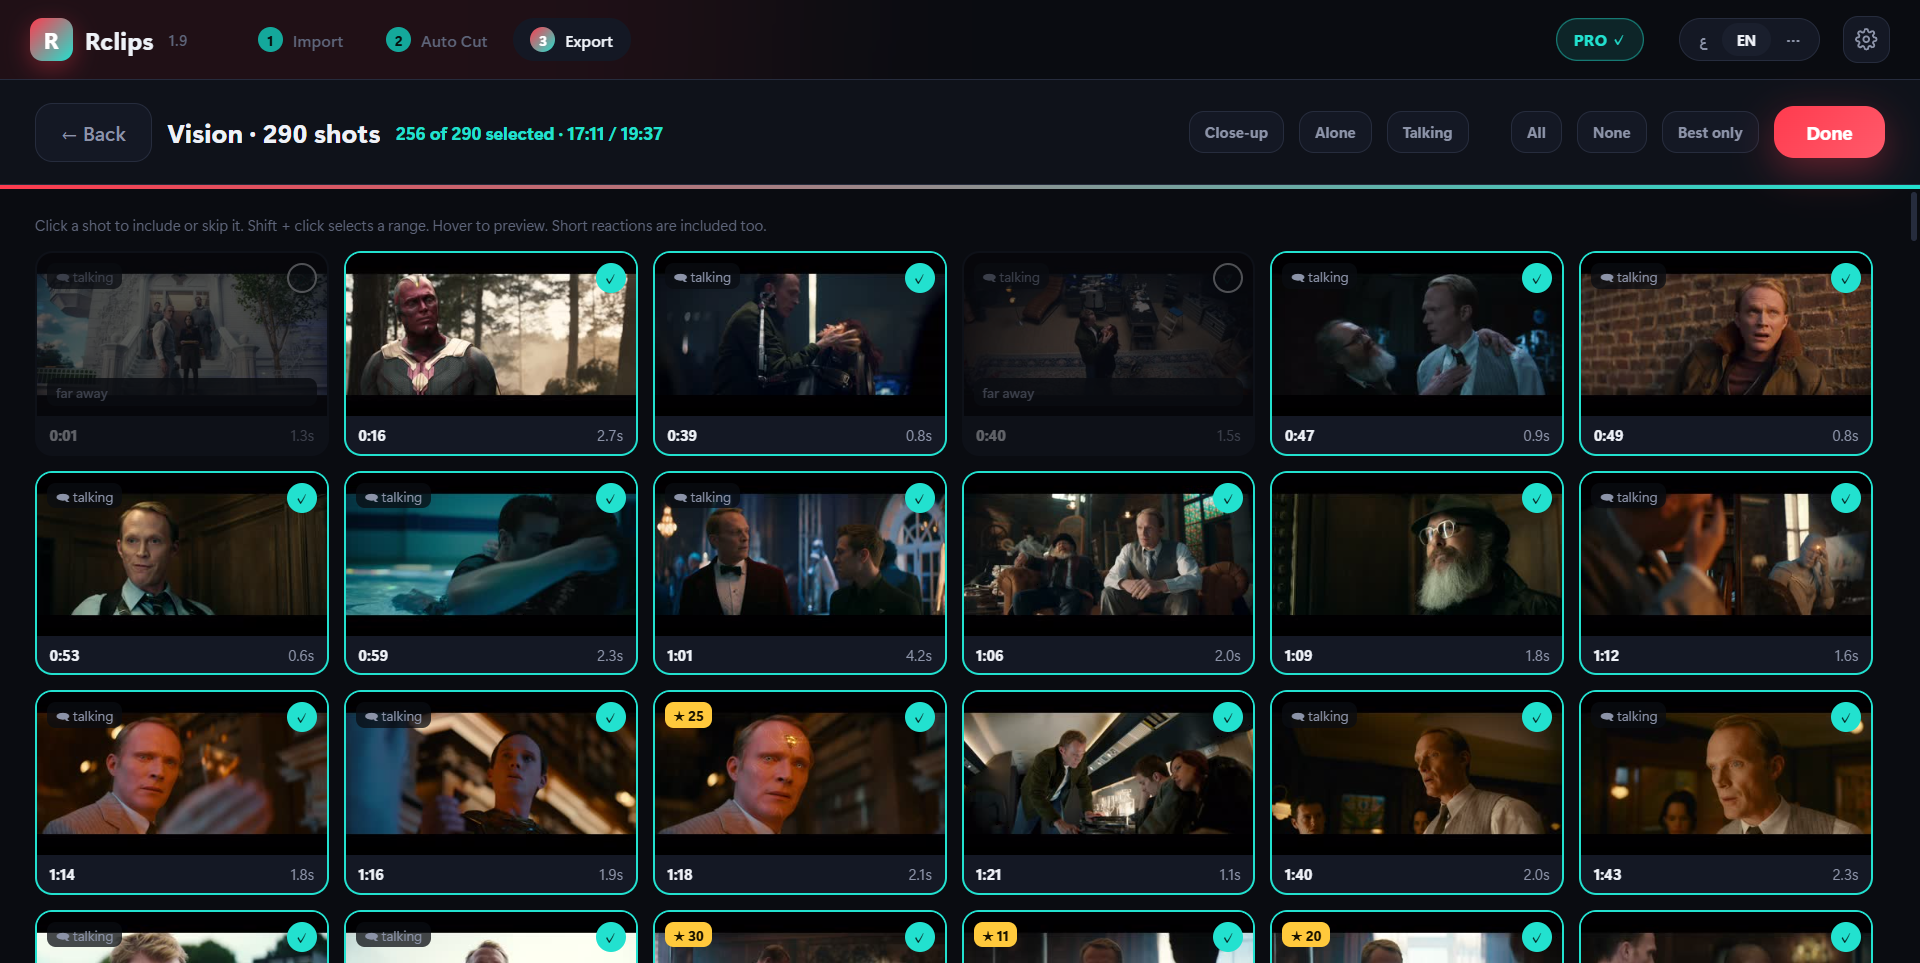 R Rclips 1.9 1 Import 2 Auto Cut 3 Export PRO ✓ ع EN ···
← Back Vision · 290 shots 256 of 290 selected · 17:11 / 19:37 Close-up Alone Talking All None Best only Done
Click a shot to include or skip it. Shift + click selects a range. Hover to preview. Short reactions are included too.
talking talking talking talking talking
far away far away
0:01 1.3s 0:16 2.7s 0:39 0.8s 0:40 1.5s 0:47 0.9s 0:49 0.8s
talking talking talking talking
0:53 0.6s 0:59 2.3s 1:01 4.2s 1:06 2.0s 1:09 1.8s 1:12 1.6s
talking talking ★ 25 talking talking
1:14 1.8s 1:16 1.9s 1:18 2.1s 1:21 1.1s 1:40 2.0s 1:43 2.3s
talking talking ★ 30 ★ 11 ★ 20